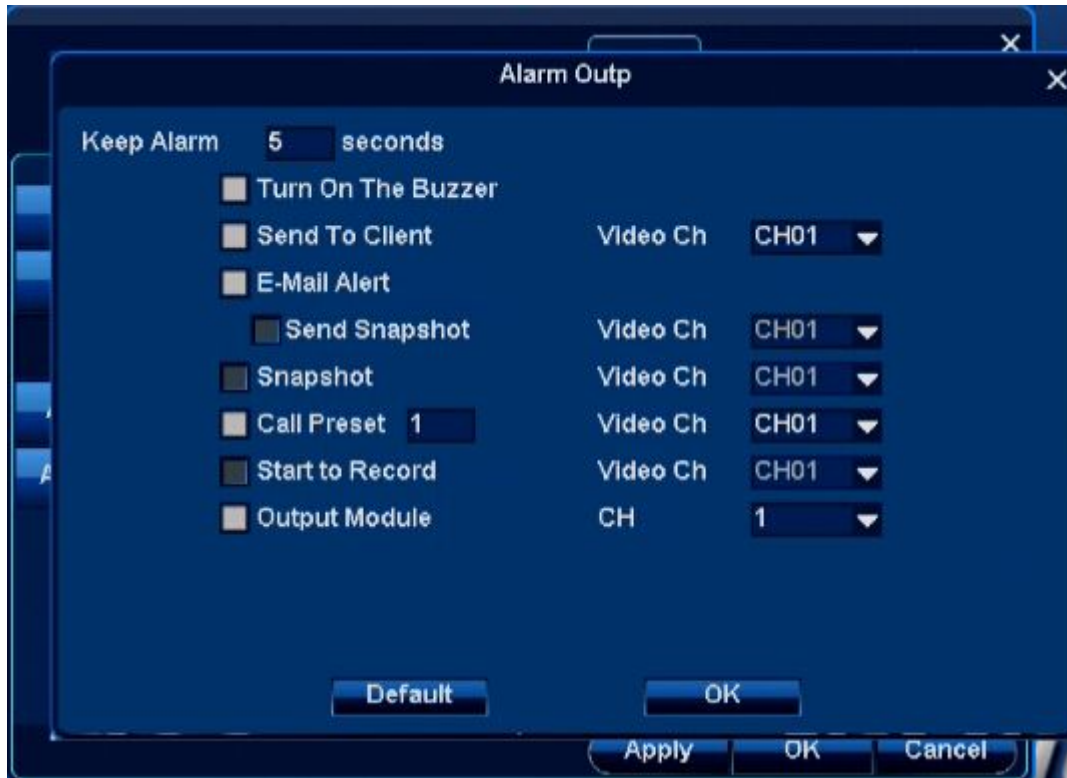 Alarm Outp
Keep Alarm 5 seconds
Turn On The Buzzer
Send To Client Video Ch CH01
E-Mail Alert
Send Snapshot Video Ch CH01
Snapshot Video Ch CH01
Call Preset 1 Video Ch CH01
Start to Record Video Ch CH01
Output Module CH 1
Default OK
Apply OK Cancel